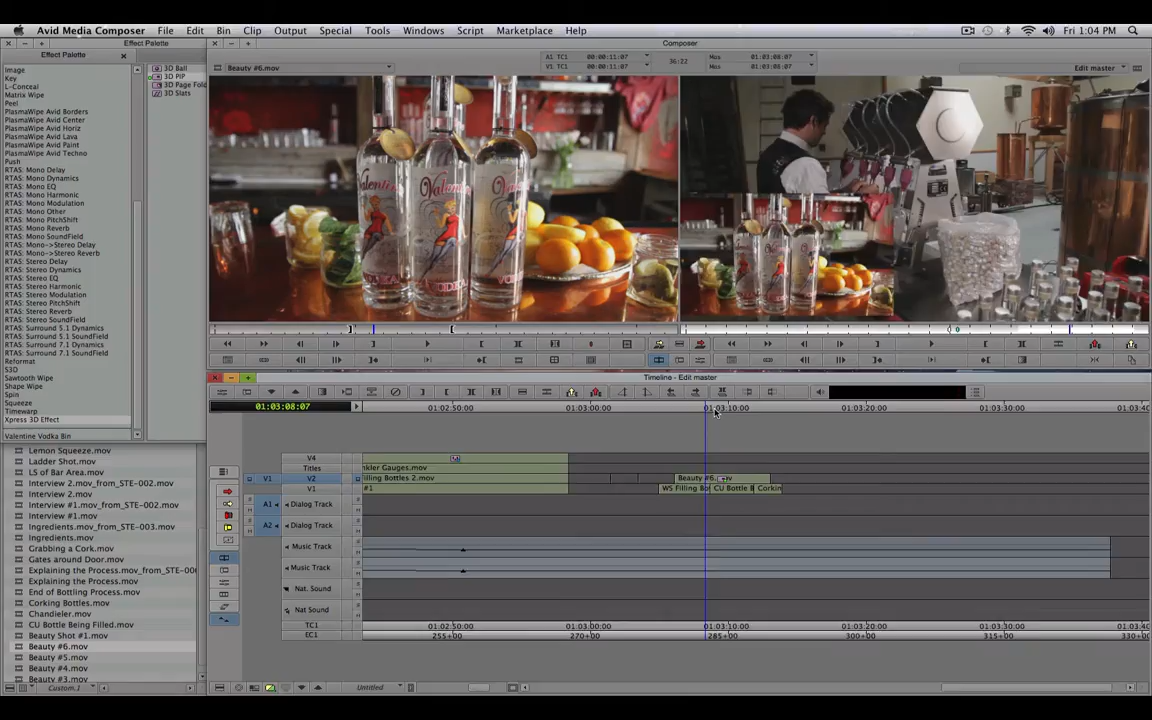 Avid Media Composer File Edit Bin Clip Output Special Tools Windows Script Marketplace Help Fri 1:04 PM
Effect Palette
Effect Palette
Image
Key
L-Conceal
Matrix Wipe
Peel
PlasmaWipe Avid Borders
PlasmaWipe Avid Center
PlasmaWipe Avid Horiz
PlasmaWipe Avid Lava
PlasmaWipe Avid Paint
PlasmaWipe Avid Techno
Push
RTAS: Mono Delay
RTAS: Mono Dynamics
RTAS: Mono EQ
RTAS: Mono Harmonic
RTAS: Mono Modulation
RTAS: Mono Other
RTAS: Mono PitchShift
RTAS: Mono Reverb
RTAS: Mono SoundField
RTAS: Mono->Stereo Delay
RTAS: Mono->Stereo Reverb
RTAS: Stereo Delay
RTAS: Stereo Dynamics
RTAS: Stereo EQ
RTAS: Stereo Harmonic
RTAS: Stereo Modulation
RTAS: Stereo PitchShift
RTAS: Stereo Reverb
RTAS: Stereo SoundField
RTAS: Surround 5.1 Dynamics
RTAS: Surround 5.1 SoundField
RTAS: Surround 7.1 Dynamics
RTAS: Surround 7.1 SoundField
Reformat
S3D
Sawtooth Wipe
Shape Wipe
Spin
Squeeze
Timewarp
Xpress 3D Effect
3D Ball
3D PIP
3D Page Fold
3D Slats
Valentine Vodka Bin
Lemon Squeeze.mov
Ladder Shot.mov
LS of Bar Area.mov
Interview 2.mov_from_STE-002.mov
Interview 2.mov
Interview #1.mov_from_STE-002.mov
Interview #1.mov
Ingredients.mov_from_STE-003.mov
Ingredients.mov
Grabbing a Cork.mov
Gates around Door.mov
Explaining the Process.mov_from_STE-00
Explaining the Process.mov
End of Bottling Process.mov
Corking Bottles.mov
Chandieler.mov
CU Bottle Being Filled.mov
Beauty Shot #1.mov
Beauty #6.mov
Beauty #5.mov
Beauty #4.mov
Beauty #3.mov
Custom.1
Composer
Beauty #6.mov
A1 TC1 00:00:11:07
V1 TC1 00:00:11:07
36:22
Mas 01:03:08:07
Mas 01:03:08:07
Edit master
Valentine
VODKA
Timeline - Edit master
01:03:08:07
01:02:50:00 01:03:00:00 01:03:10:00 01:03:20:00 01:03:30:00 01:03:40
V4
Titles
nkler Gauges.mov
V1 V2
illing Bottles 2.mov
Beauty #6.mov
V1
#1
WS Filling Bo CU Bottle B Corkin
A1 Dialog Track
A2 Dialog Track
Music Track
Music Track
Nat. Sound
Nat Sound
TC1 01:02:50:00 01:03:00:00 01:03:10:00 01:03:20:00 01:03:30:00 01:03:40
EC1 255+00 270+00 285+00 300+00 315+00 330+00
Untitled